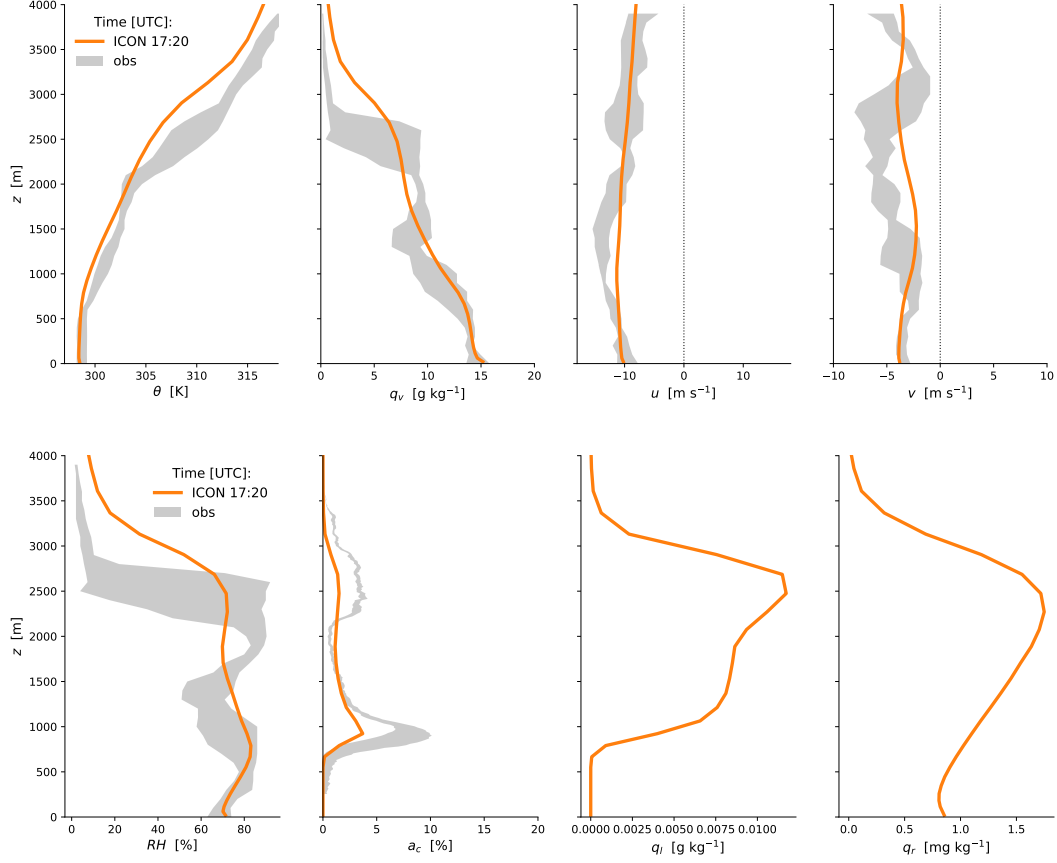 Time [UTC]:
ICON 17:20
obs
z [m]
4000
3500
3000
2500
2000
1500
1000
500
0
300 305 310 315
θ [K]
0 5 10 15 20
q_v [g kg⁻¹]
−10 0 10
u [m s⁻¹]
−10 −5 0 5 10
v [m s⁻¹]
Time [UTC]:
ICON 17:20
obs
z [m]
4000
3500
3000
2500
2000
1500
1000
500
0
0 20 40 60 80
RH [%]
0 5 10 15 20
a_c [%]
0.0000 0.0025 0.0050 0.0075 0.0100
q_l [g kg⁻¹]
0.0 0.5 1.0 1.5
q_r [mg kg⁻¹]